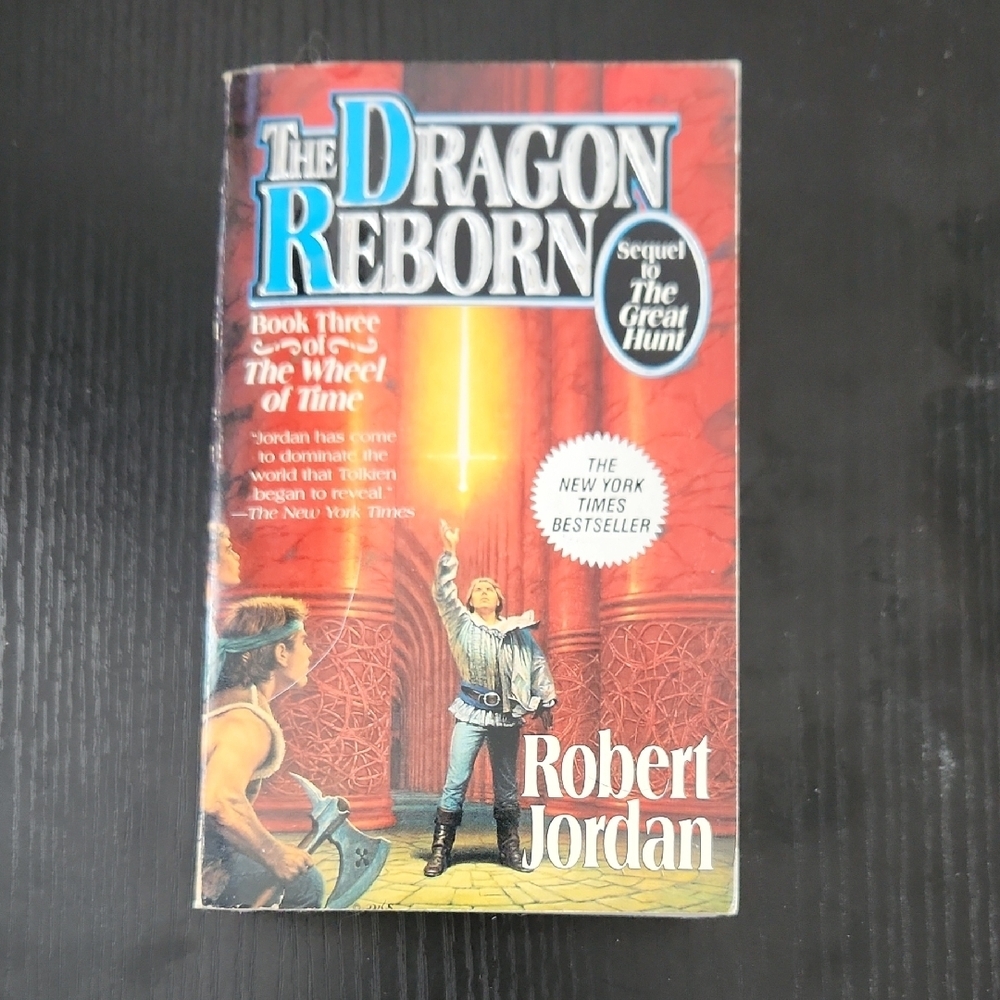 THE DRAGON
REBORN
Sequel
to
The
Great
Hunt
Book Three
of
The Wheel
of Time
"Jordan has come
to dominate the
world that Tolkien
began to reveal."
—The New York Times
THE
NEW YORK
TIMES
BESTSELLER
Robert
Jordan